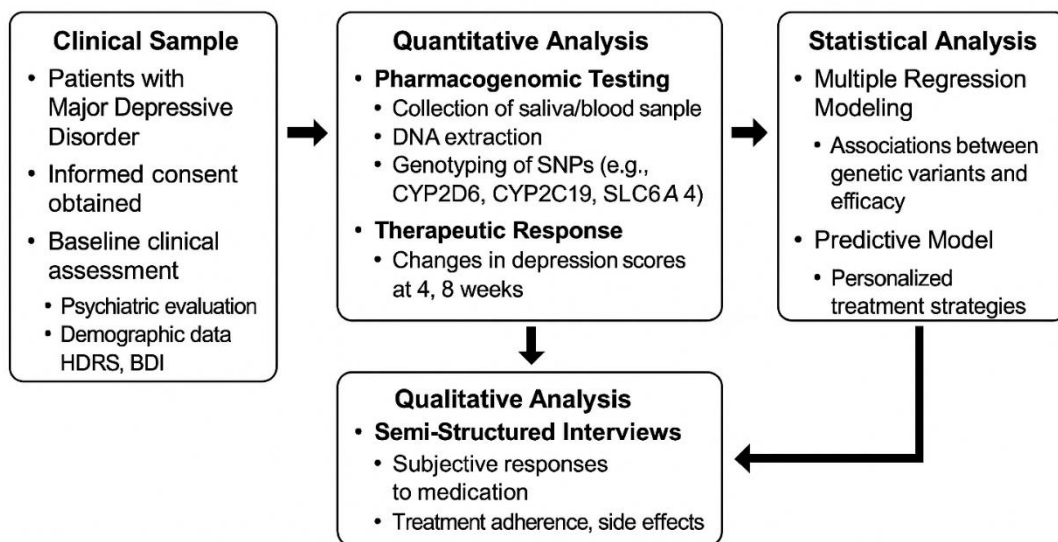 Clinical Sample
• Patients with
Major Depressive
Disorder
• Informed consent
obtained
• Baseline clinical
assessment
• Psychiatric evaluation
• Demographic data
HDRS, BDI
Quantitative Analysis
• Pharmacogenomic Testing
• Collection of saliva/blood sanple
• DNA extraction
• Genotyping of SNPs (e.g.,
CYP2D6, CYP2C19, SLC6A 4)
• Therapeutic Response
• Changes in depression scores
at 4, 8 weeks
Statistical Analysis
• Multiple Regression
Modeling
• Associations between
genetic variants and
efficacy
• Predictive Model
• Personalized
treatment strategies
Qualitative Analysis
• Semi-Structured Interviews
• Subjective responses
to medication
• Treatment adherence, side effects